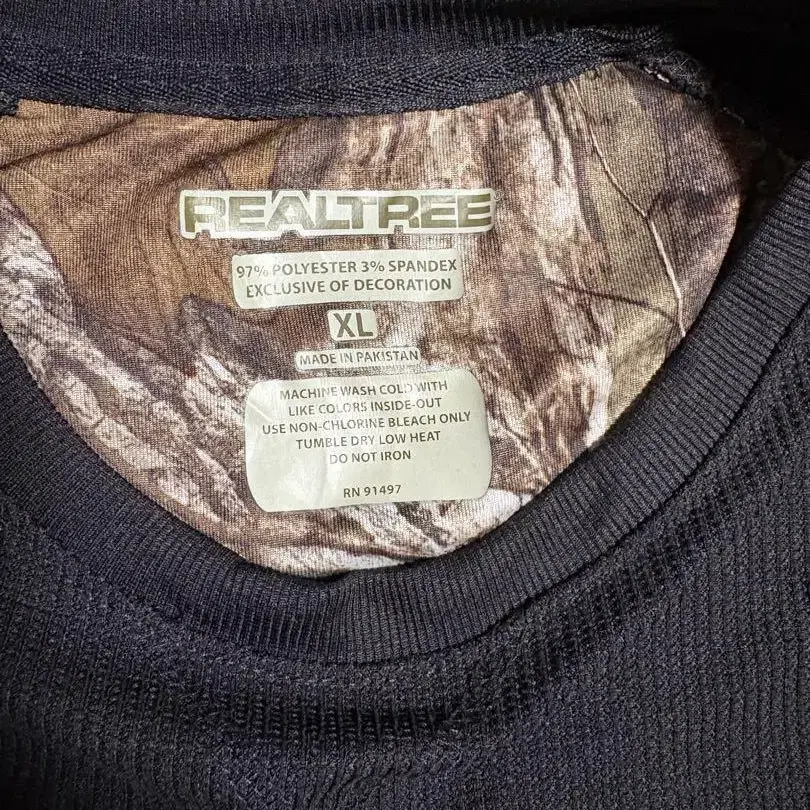 REALTREE
97% POLYESTER 3% SPANDEX
EXCLUSIVE OF DECORATION
XL
MADE IN PAKISTAN
MACHINE WASH COLD WITH
LIKE COLORS INSIDE-OUT
USE NON-CHLORINE BLEACH ONLY
TUMBLE DRY LOW HEAT
DO NOT IRON
RN 91497